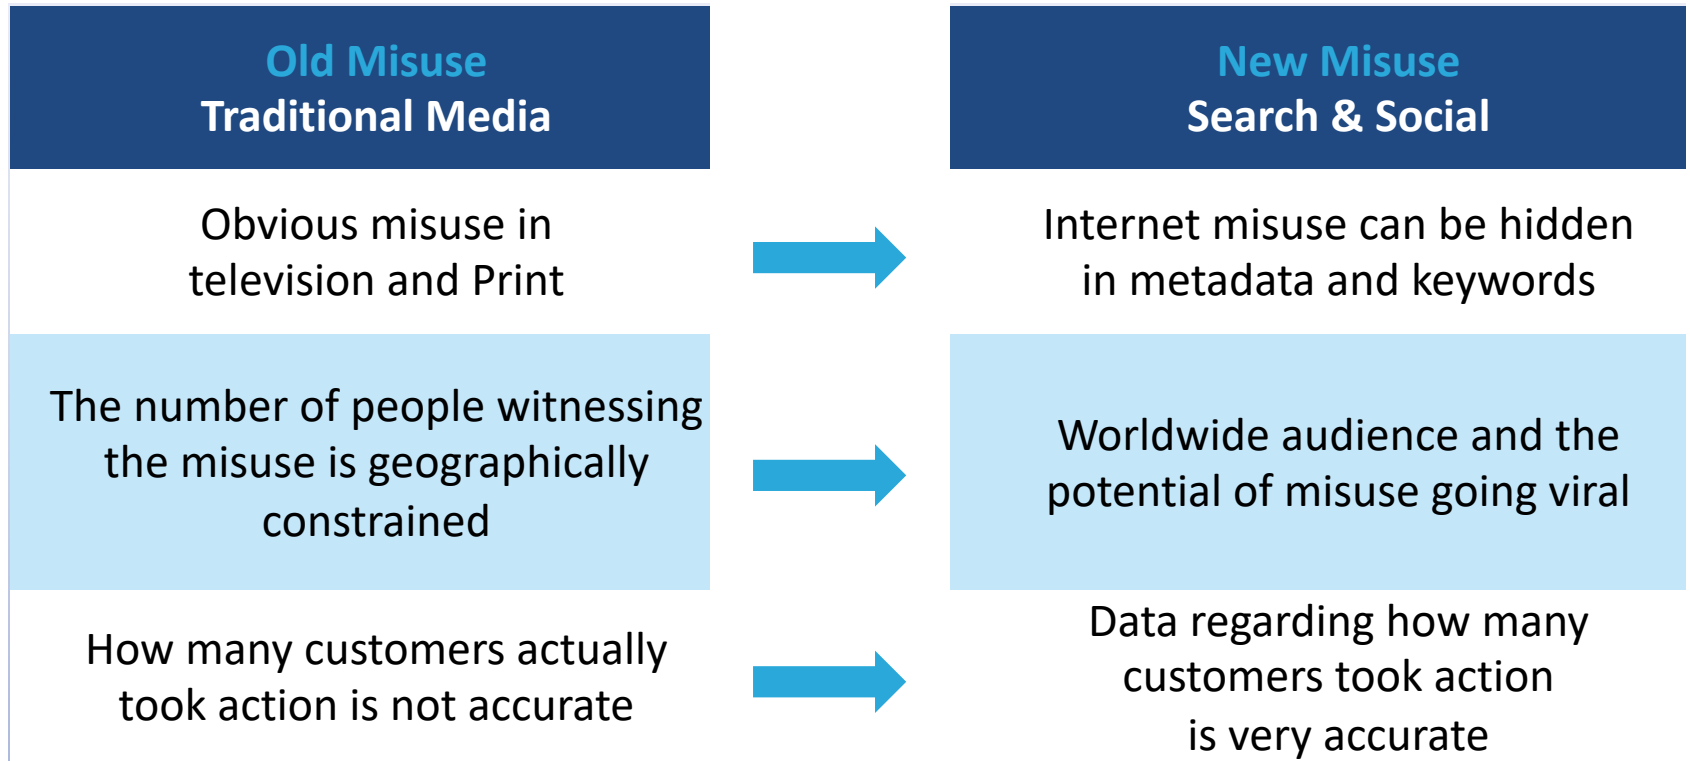 Old Misuse
Traditional Media
New Misuse
Search & Social
Obvious misuse in
television and Print
Internet misuse can be hidden
in metadata and keywords
The number of people witnessing
the misuse is geographically
constrained
Worldwide audience and the
potential of misuse going viral
How many customers actually
took action is not accurate
Data regarding how many
customers took action
is very accurate